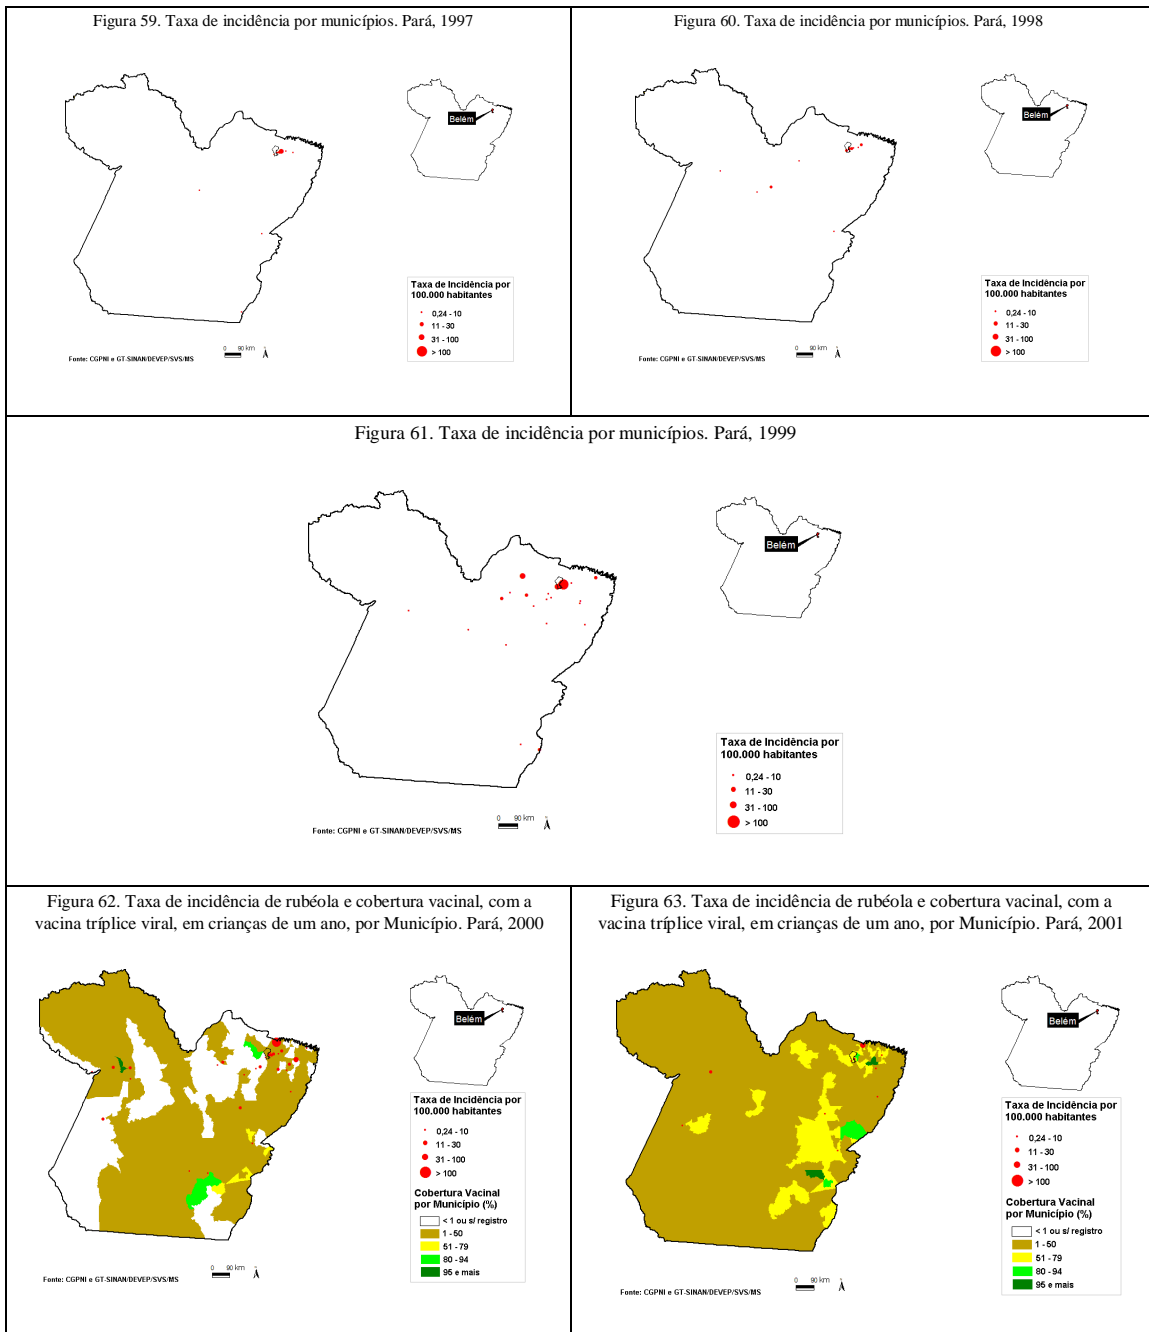 Figura 59. Taxa de incidência por municípios. Pará, 1997
Belém
Taxa de Incidência por
100.000 habitantes
0,24 - 10
11 - 30
31 - 100
> 100
0 90 km
Fonte: CGPNI e GT-SINAN/DEVEP/SVS/MS
Figura 60. Taxa de incidência por municípios. Pará, 1998
Belém
Taxa de Incidência por
100.000 habitantes
0,24 - 10
11 - 30
31 - 100
> 100
0 90 km
Fonte: CGPNI e GT-SINAN/DEVEP/SVS/MS
Figura 61. Taxa de incidência por municípios. Pará, 1999
Belém
Taxa de Incidência por
100.000 habitantes
0,24 - 10
11 - 30
31 - 100
> 100
0 90 km
Fonte: CGPNI e GT-SINAN/DEVEP/SVS/MS
Figura 62. Taxa de incidência de rubéola e cobertura vacinal, com a
vacina tríplice viral, em crianças de um ano, por Município. Pará, 2000
Belém
Taxa de Incidência por
100.000 habitantes
0,24 - 10
11 - 30
31 - 100
> 100
Cobertura Vacinal
por Município (%)
< 1 ou s/ registro
1 - 50
51 - 79
80 - 94
95 e mais
0 90 km
Fonte: CGPNI e GT-SINAN/DEVEP/SVS/MS
Figura 63. Taxa de incidência de rubéola e cobertura vacinal, com a
vacina tríplice viral, em crianças de um ano, por Município. Pará, 2001
Belém
Taxa de Incidência por
100.000 habitantes
0,24 - 10
11 - 30
31 - 100
> 100
Cobertura Vacinal
por Município (%)
< 1 ou s/ registro
1 - 50
51 - 79
80 - 94
95 e mais
0 90 km
Fonte: CGPNI e GT-SINAN/DEVEP/SVS/MS